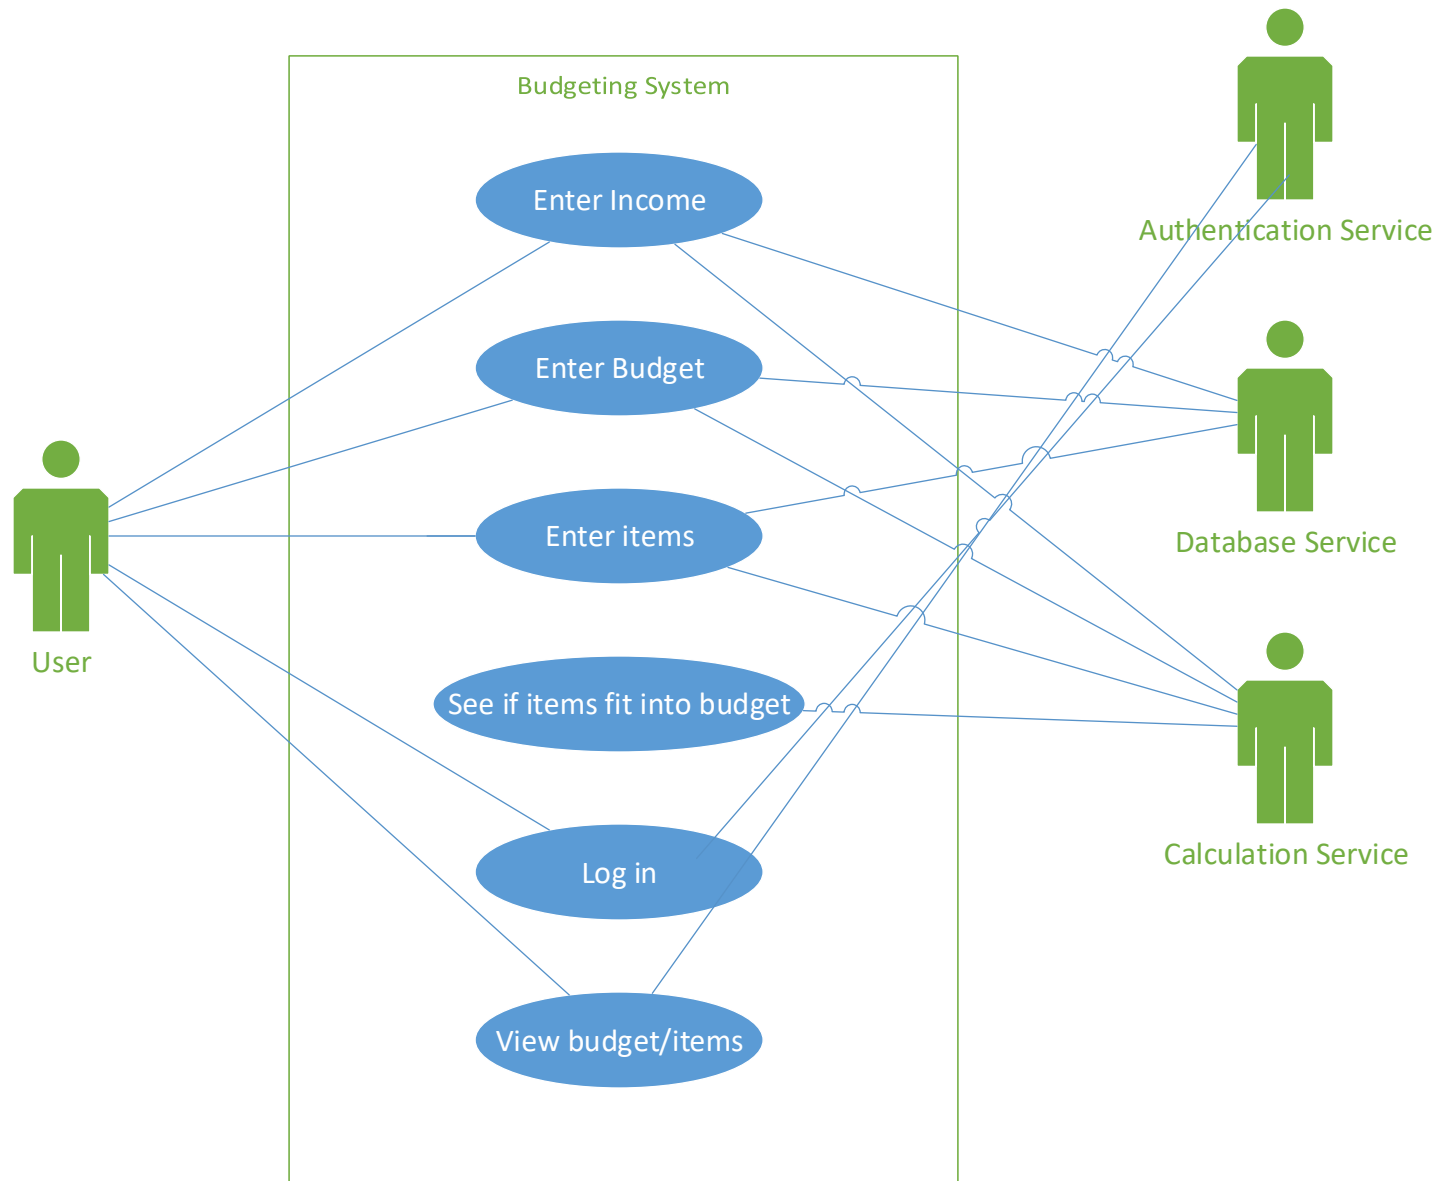 Budgeting System
Enter Income
Authentication Service
Enter Budget
Enter items
Database Service
User
See if items fit into budget
Log in
Calculation Service
View budget/items